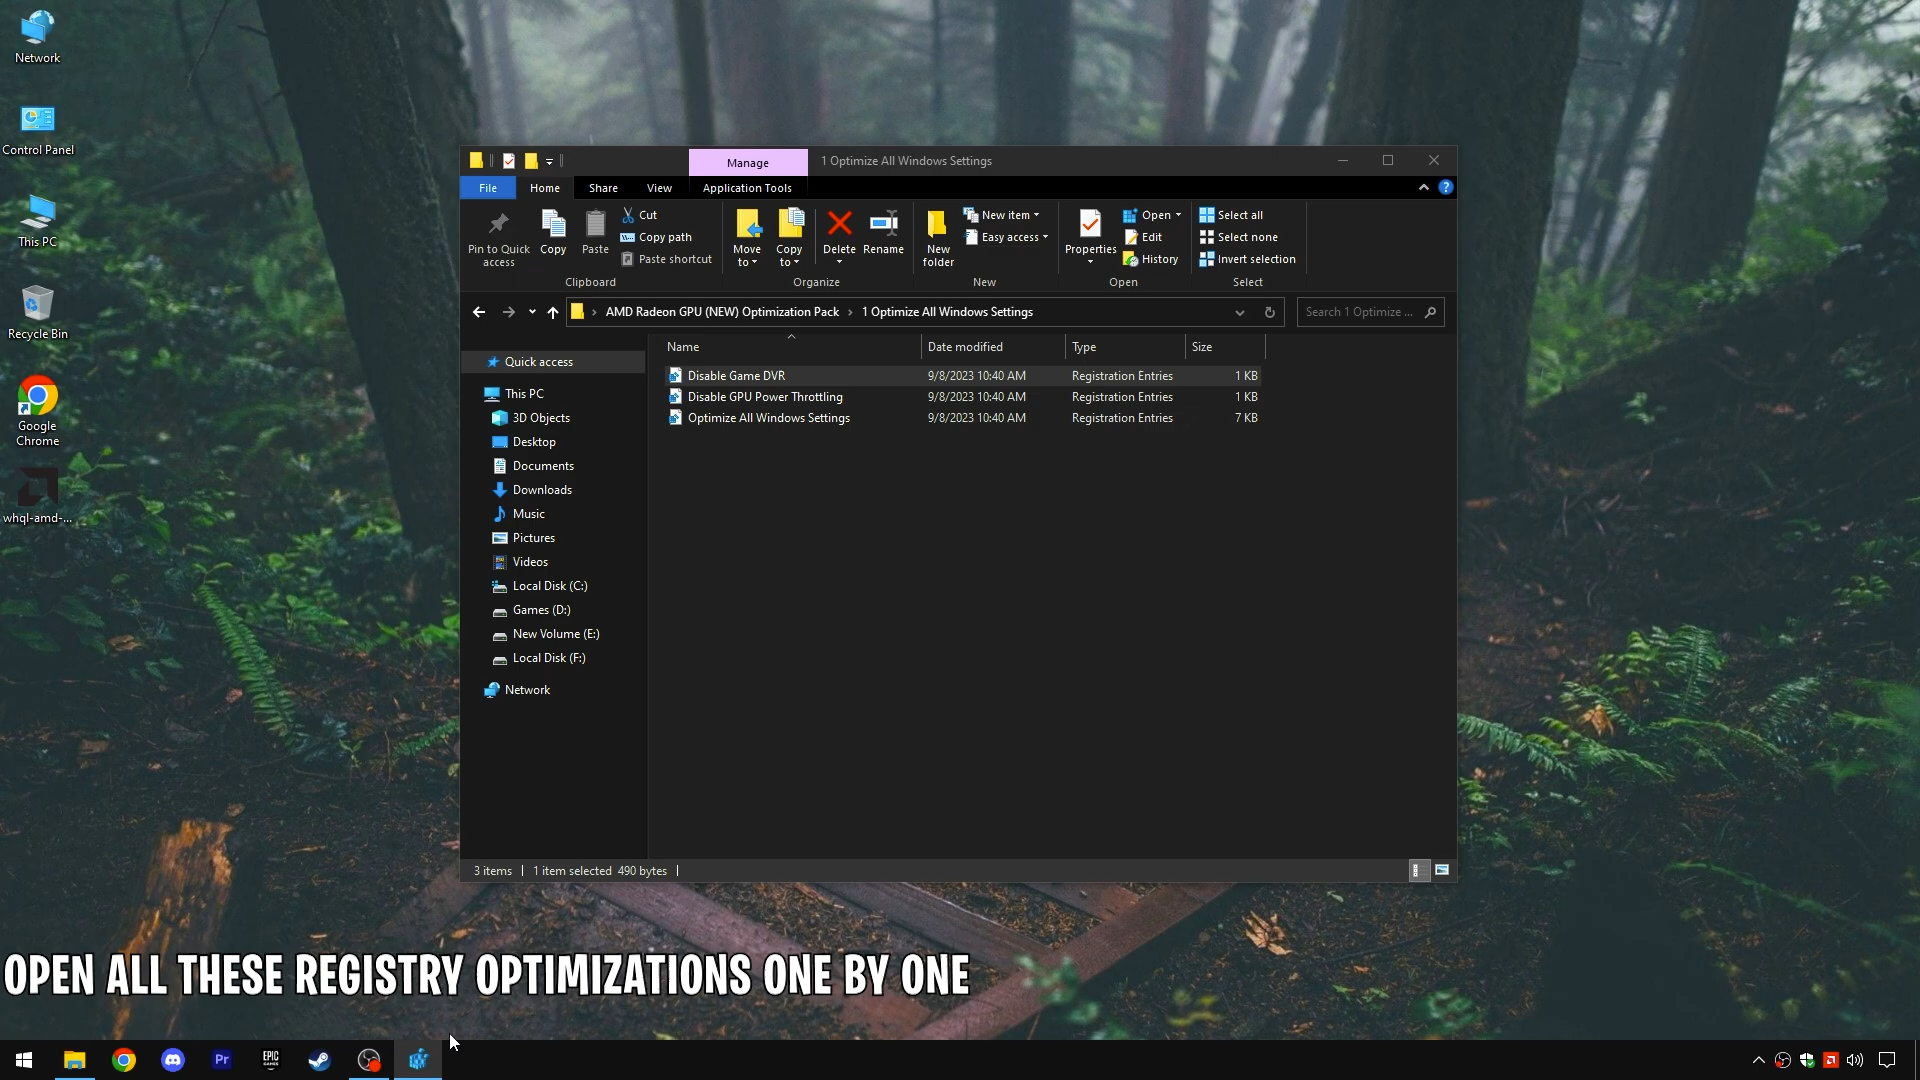 Network
Control Panel
This PC
Recycle Bin
Google
Chrome
whql-amd-...
Manage
1 Optimize All Windows Settings
File
Home
Share
View
Application Tools
Pin to Quick
access
Copy
Paste
Cut
Copy path
Paste shortcut
Clipboard
Move
to
Copy
to
Delete
Rename
Organize
New
folder
New item
Easy access
New
Properties
Open
Edit
History
Open
Select all
Select none
Invert selection
Select
AMD Radeon GPU (NEW) Optimization Pack
1 Optimize All Windows Settings
Search 1 Optimize ...
Quick access
This PC
3D Objects
Desktop
Documents
Downloads
Music
Pictures
Videos
Local Disk (C:)
Games (D:)
New Volume (E:)
Local Disk (F:)
Network
Name Date modified Type Size
Disable Game DVR 9/8/2023 10:40 AM Registration Entries 1 KB
Disable GPU Power Throttling 9/8/2023 10:40 AM Registration Entries 1 KB
Optimize All Windows Settings 9/8/2023 10:40 AM Registration Entries 7 KB
3 items 1 item selected 490 bytes
OPEN ALL THESE REGISTRY OPTIMIZATIONS ONE BY ONE
Pr
EPIC
GAMES